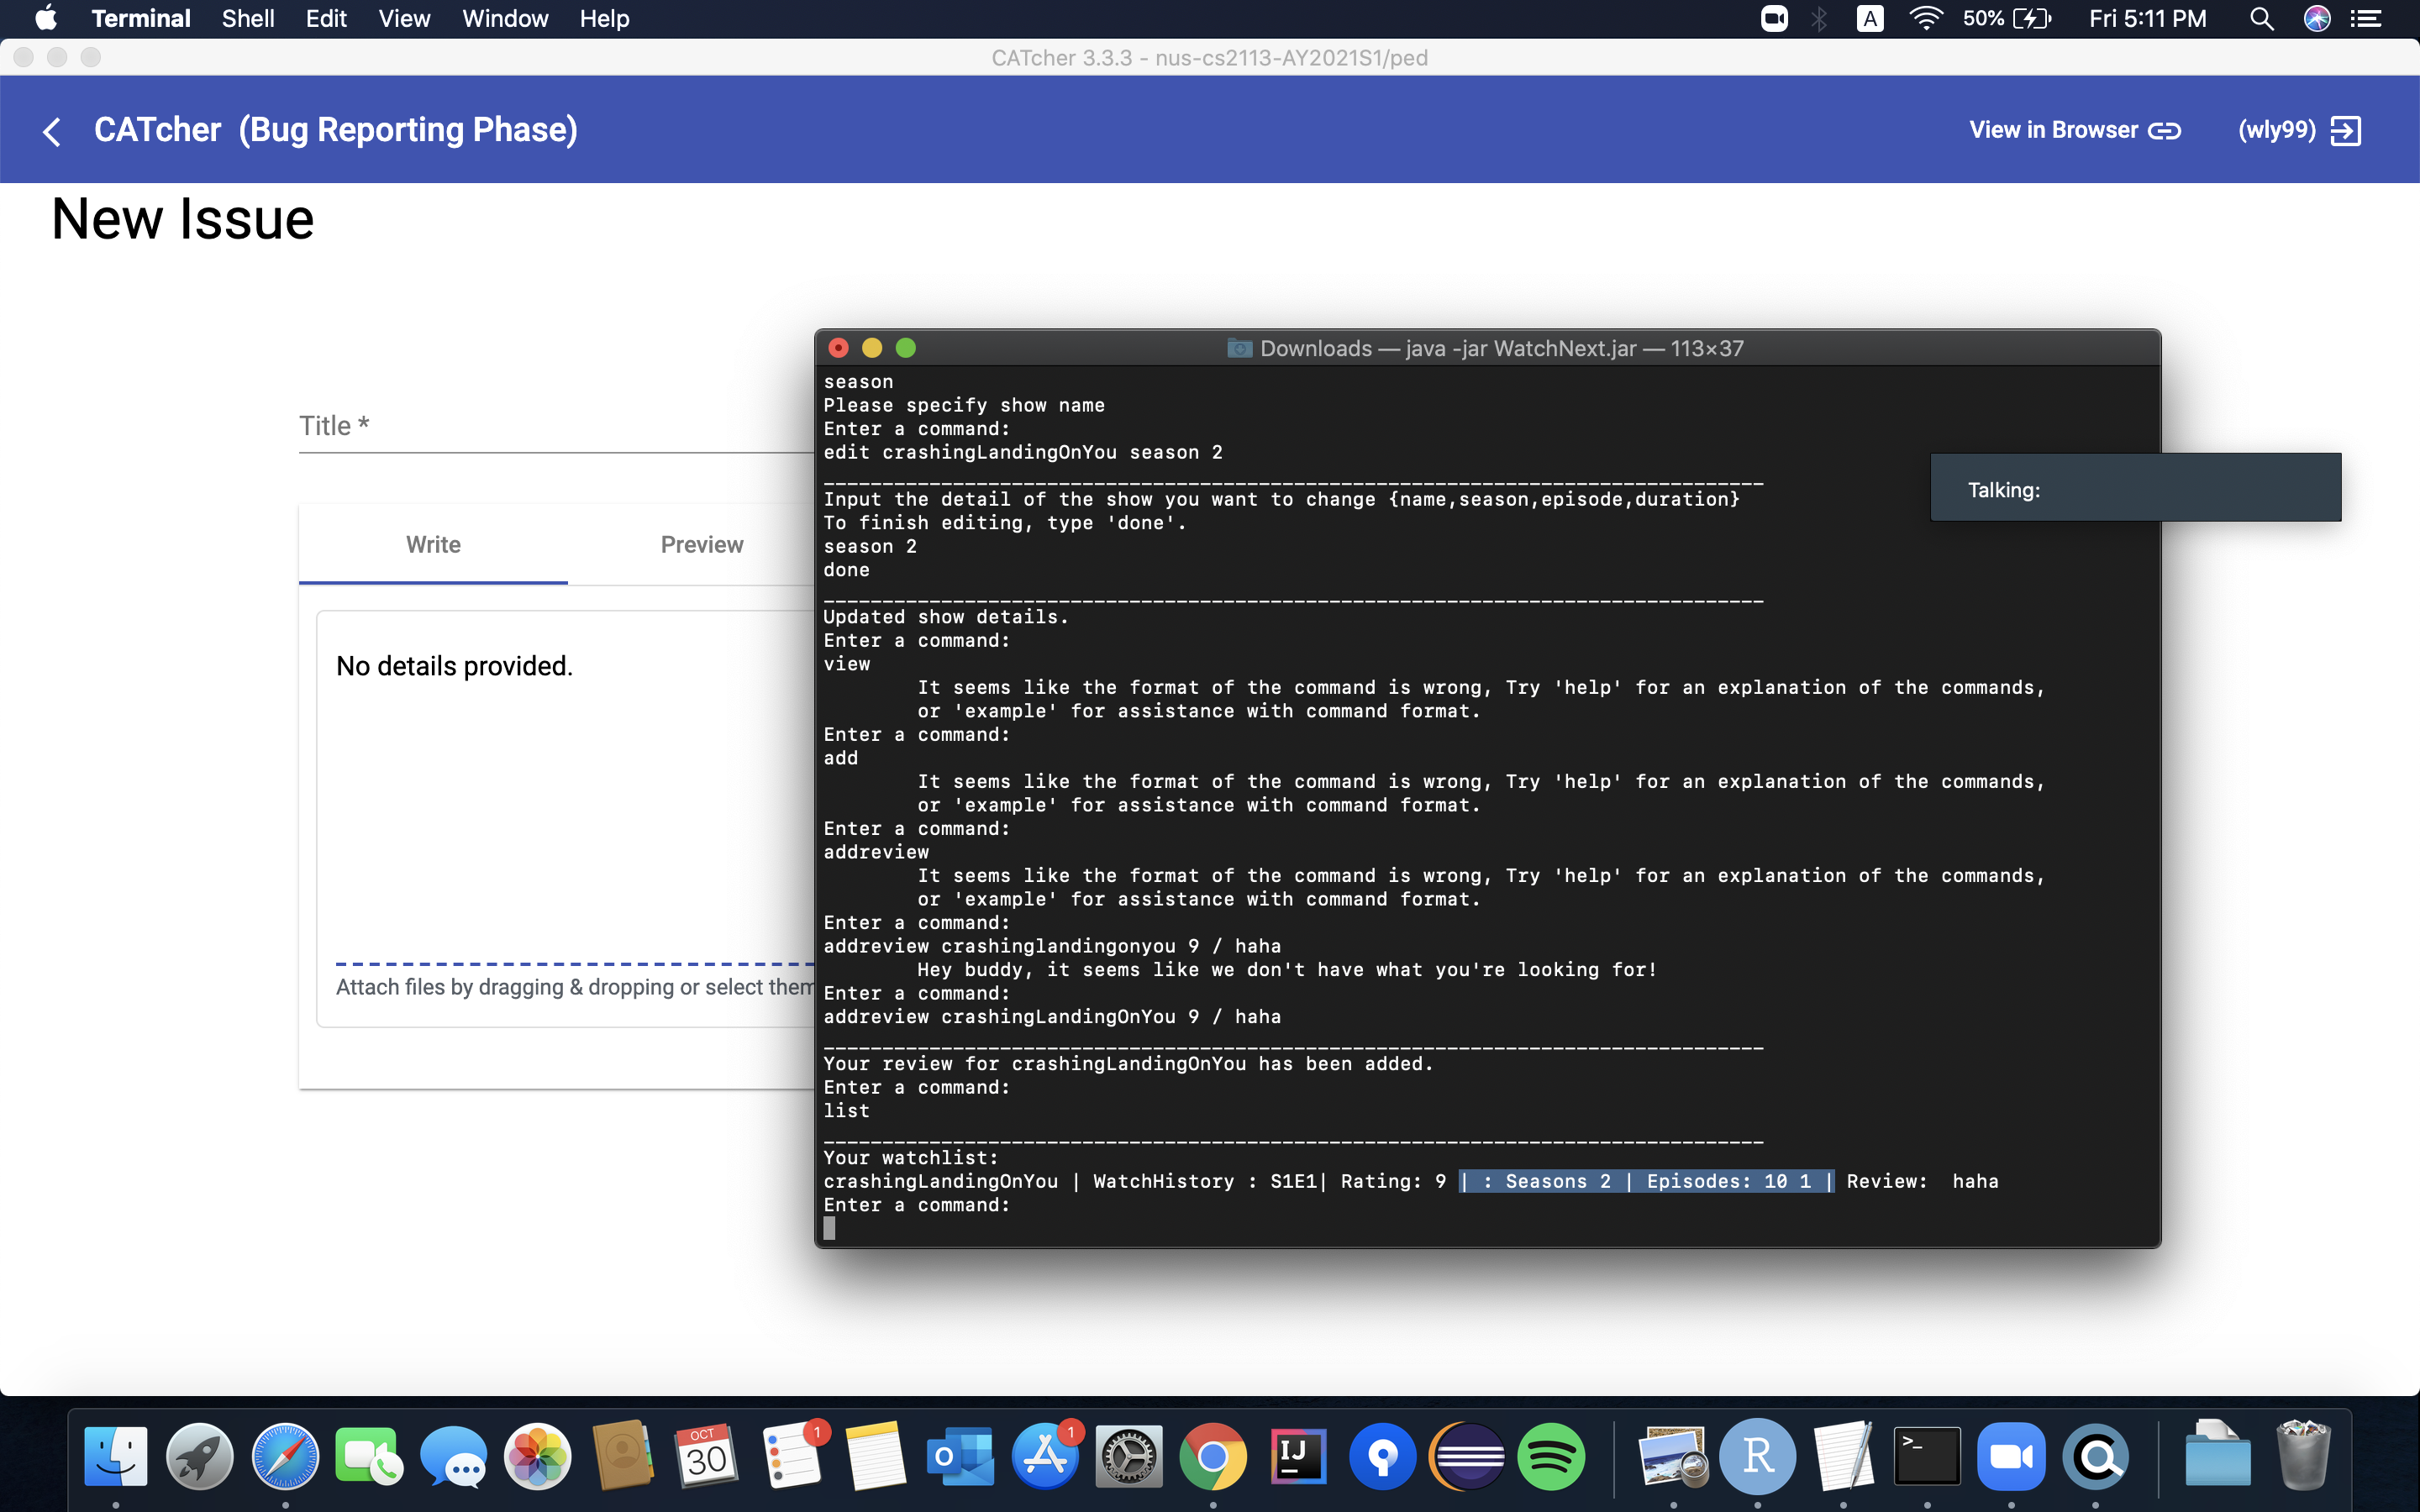 Terminal Shell Edit View Window Help A 50% Fri 5:11 PM
CATcher 3.3.3 - nus-cs2113-AY2021S1/ped
CATcher (Bug Reporting Phase) View in Browser (wly99)
New Issue
Title *
Write Preview
No details provided.
Attach files by dragging & dropping or select them
Downloads — java -jar WatchNext.jar — 113×37
season
Please specify show name
Enter a command:
edit crashingLandingOnYou season 2
________________________________________________________________________________
Input the detail of the show you want to change {name,season,episode,duration}
To finish editing, type 'done'.
season 2
done
________________________________________________________________________________
Updated show details.
Enter a command:
view
It seems like the format of the command is wrong, Try 'help' for an explanation of the commands,
or 'example' for assistance with command format.
Enter a command:
add
It seems like the format of the command is wrong, Try 'help' for an explanation of the commands,
or 'example' for assistance with command format.
Enter a command:
addreview
It seems like the format of the command is wrong, Try 'help' for an explanation of the commands,
or 'example' for assistance with command format.
Enter a command:
addreview crashinglandingonyou 9 / haha
Hey buddy, it seems like we don't have what you're looking for!
Enter a command:
addreview crashingLandingOnYou 9 / haha
________________________________________________________________________________
Your review for crashingLandingOnYou has been added.
Enter a command:
list
________________________________________________________________________________
Your watchlist:
crashingLandingOnYou | WatchHistory : S1E1| Rating: 9 | : Seasons 2 | Episodes: 10 1 | Review:  haha
Enter a command:
Talking:
OCT
30
1
O
1
IJ
R
>_